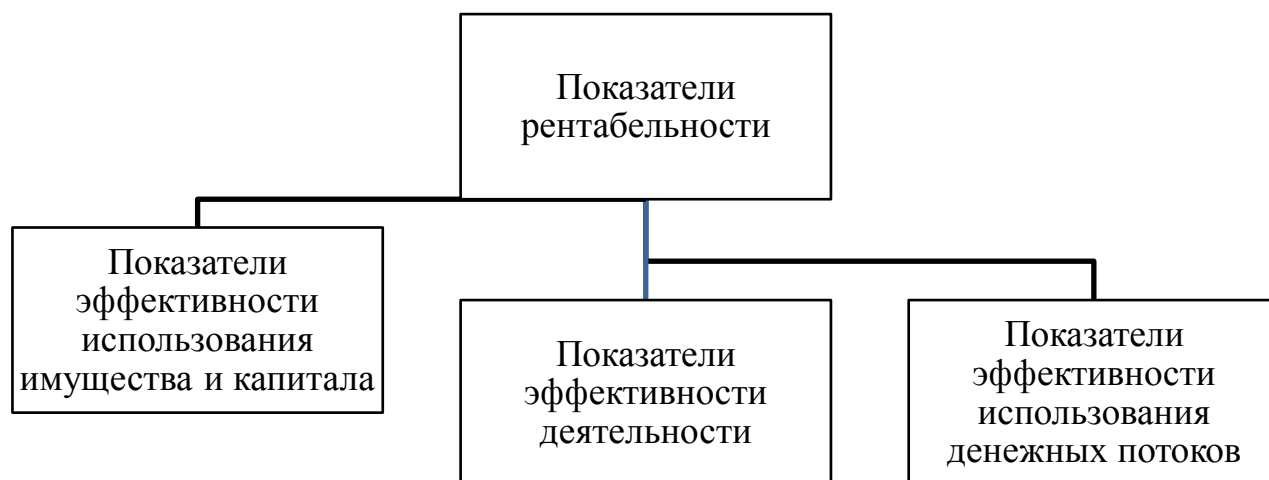 Показатели
рентабельности
Показатели
эффективности
использования
имущества и капитала
Показатели
эффективности
деятельности
Показатели
эффективности
использования
денежных потоков